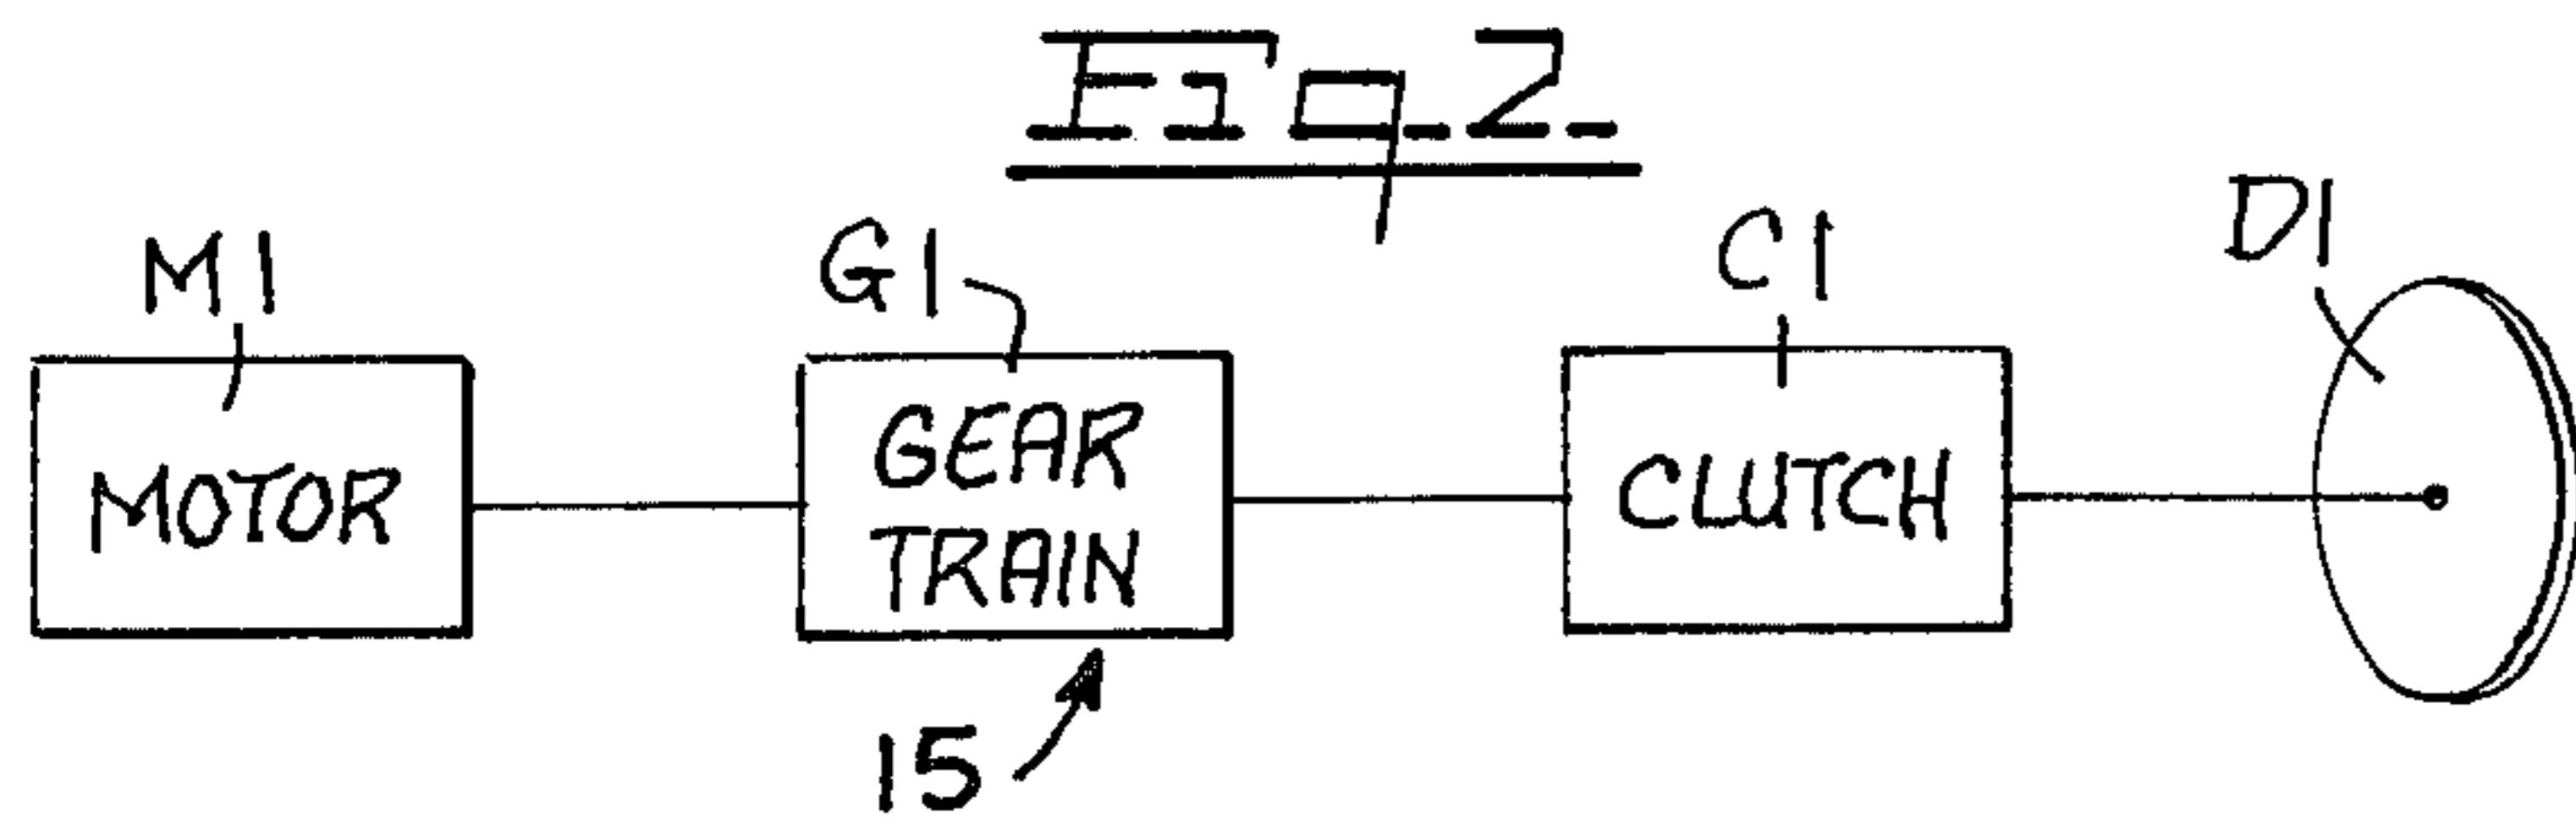 Fig. 2.
M1
G1
C1
D1
MOTOR
GEAR
TRAIN
CLUTCH
15